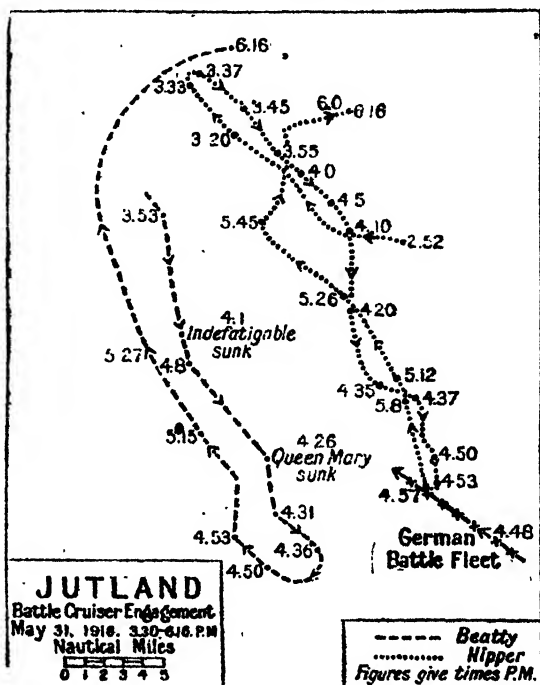 6.16
3.37
3.33
3.45
6.0
6.16
3.20
3.55
4.0
4.5
3.53
5.45
4.10
2.52
5.26
4.20
4.1
Indefatigable
sunk
5.27
4.8
5.12
4.35
4.37
5.8
5.15
4.26
Queen Mary
sunk
4.50
4.53
4.57
4.31
4.48
4.53
4.36
German
Battle Fleet
4.50
JUTLAND
Battle Cruiser Engagement
May 31, 1916. 3.30-6.16. P.M
Nautical Miles
0 1 2 3 4 5
Beatty
Hipper
Figures give times P.M.